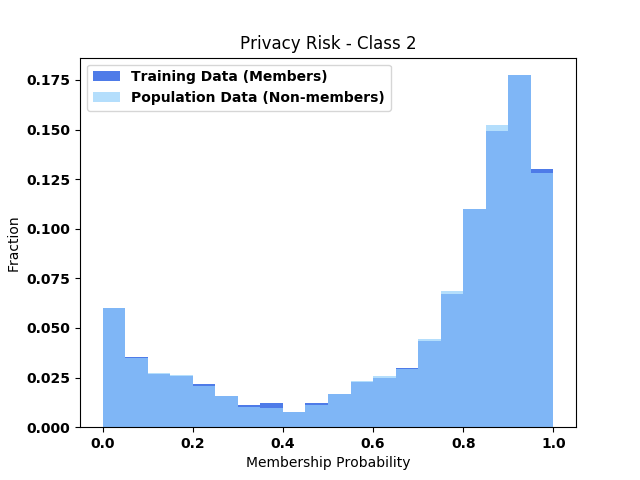 Privacy Risk - Class 2
Training Data (Members)
Population Data (Non-members)
Fraction
0.175
0.150
0.125
0.100
0.075
0.050
0.025
0.000
0.0 0.2 0.4 0.6 0.8 1.0
Membership Probability